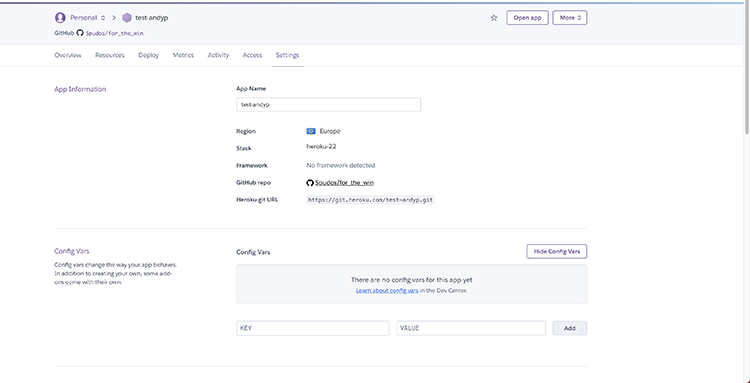 Personal test-andyp Open app More
GitHub Spudos/for_the_win
Overview Resources Deploy Metrics Activity Access Settings
App Information
App Name
test-andyp
Region Europe
Stack heroku-22
Framework No framework detected
GitHub repo Spudos/for_the_win
Heroku git URL https://git.heroku.com/test-andyp.git
Config Vars
Config vars change the way your app behaves.
In addition to creating your own, some add-
ons come with their own.
Config Vars Hide Config Vars
There are no config vars for this app yet
Learn about config vars in the Dev Center.
KEY VALUE Add